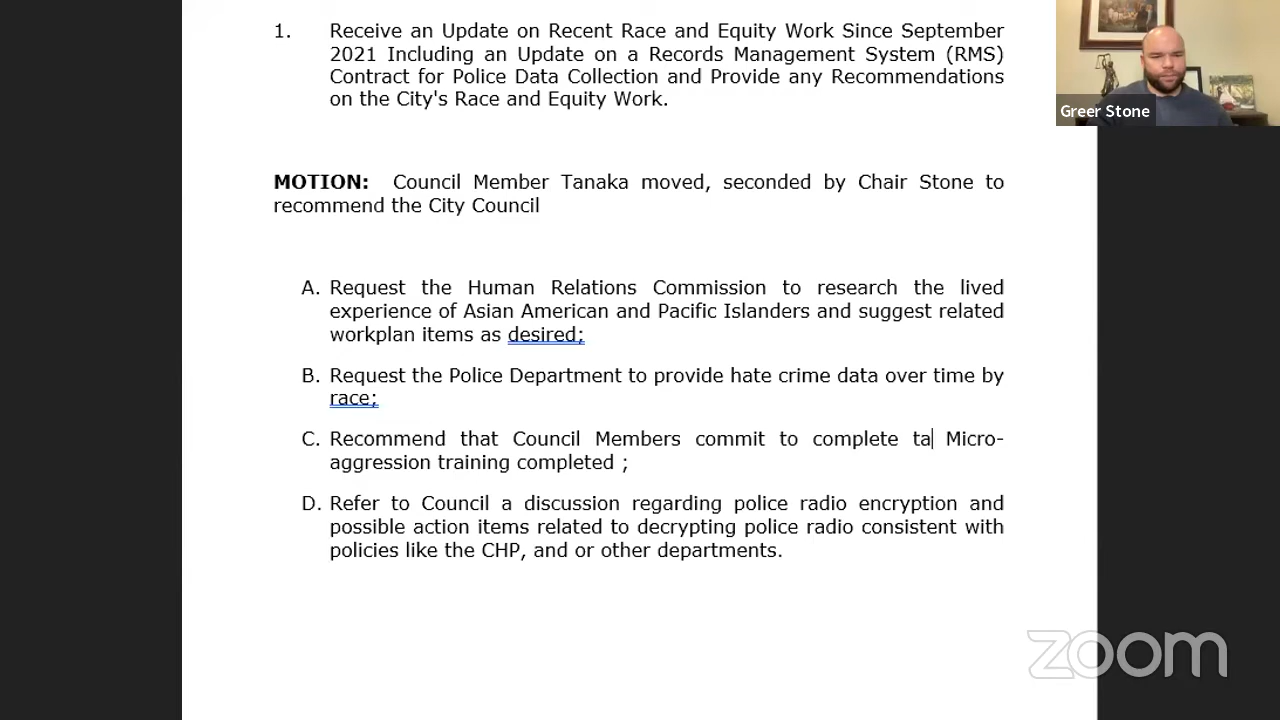 1. Receive an Update on Recent Race and Equity Work Since September
2021 Including an Update on a Records Management System (RMS)
Contract for Police Data Collection and Provide any Recommendations
on the City's Race and Equity Work.
Greer Stone
MOTION: Council Member Tanaka moved, seconded by Chair Stone to
recommend the City Council
A. Request the Human Relations Commission to research the lived
experience of Asian American and Pacific Islanders and suggest related
workplan items as desired;
B. Request the Police Department to provide hate crime data over time by
race;
C. Recommend that Council Members commit to complete ta Micro-
aggression training completed ;
D. Refer to Council a discussion regarding police radio encryption and
possible action items related to decrypting police radio consistent with
policies like the CHP, and or other departments.
zoom